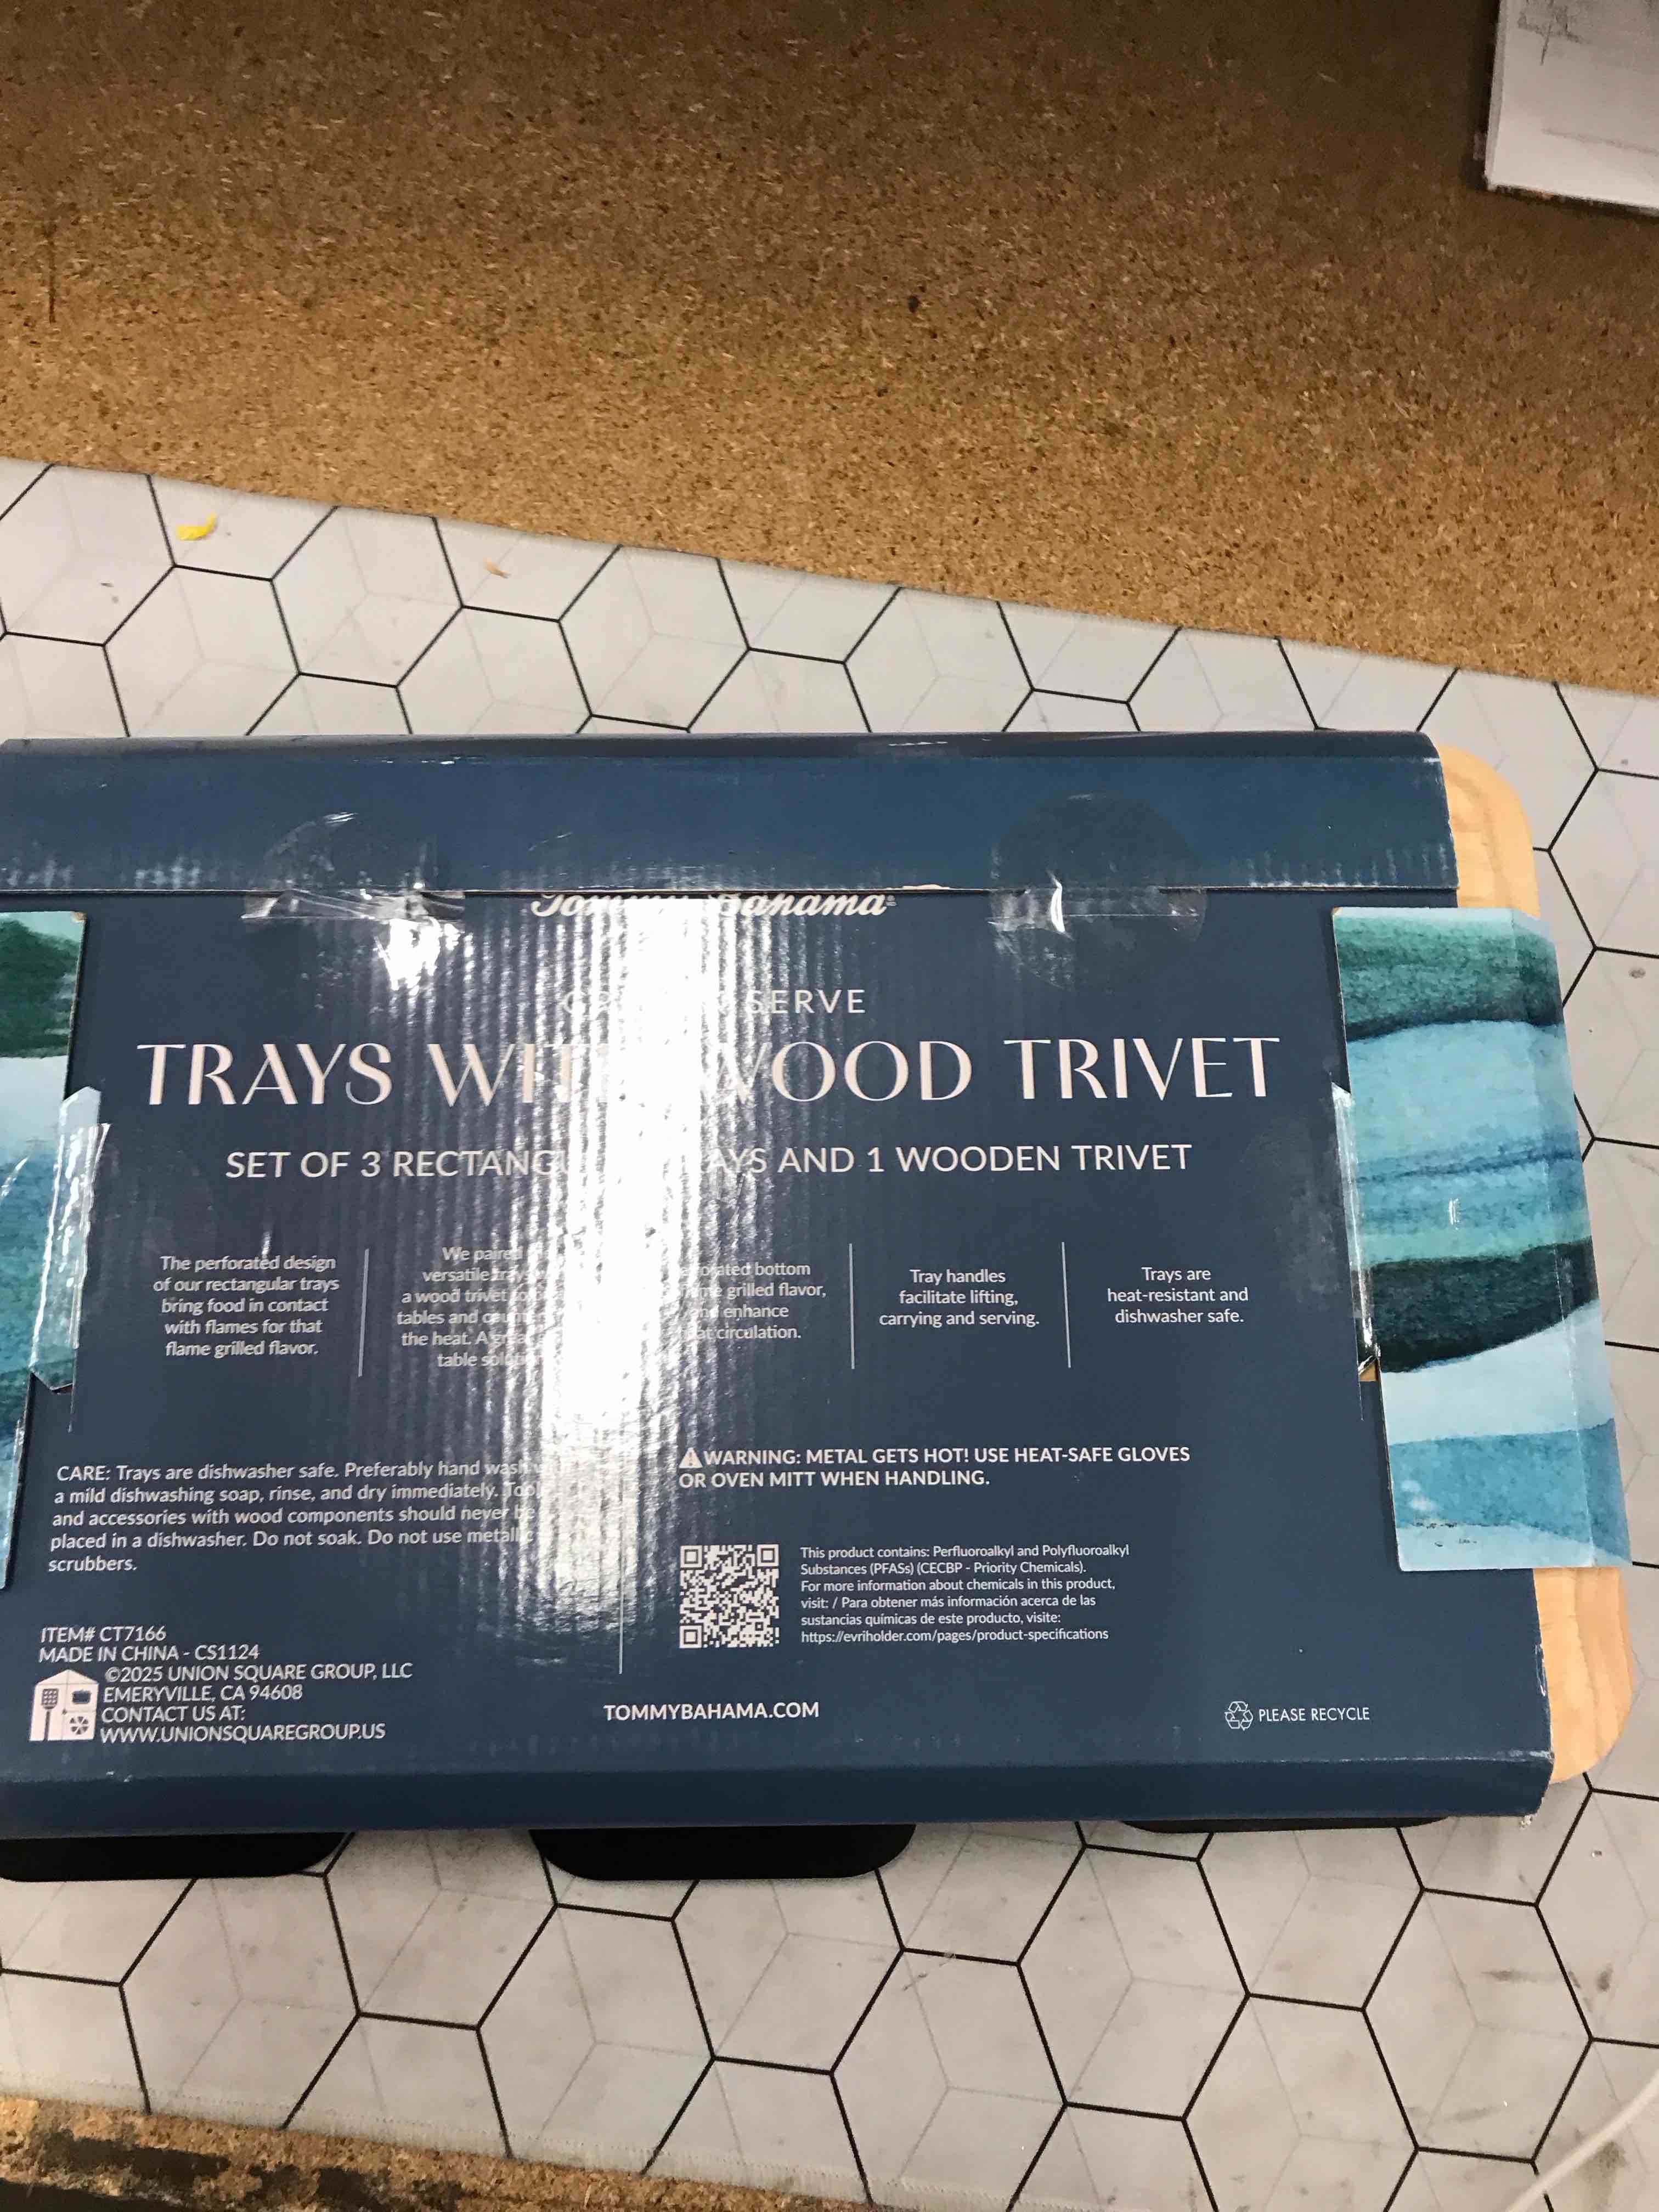 Bahama®
SERVE
TRAYS WOOD TRIVET
SET OF 3 AND 1 WOODEN TRIVET
The perforated design
of our rectangular trays
bring food in contact
with flames for that
flame grilled flavor.
We paired
versatile
a wood trivet
tables and
the heat. A
table
bottom
grilled flavor,
enhance
circulation.
Tray handles
facilitate lifting,
carrying and serving.
Trays are
heat-resistant and
dishwasher safe.
CARE: Trays are dishwasher safe. Preferably hand wash
a mild dishwashing soap, rinse, and dry immediately.
and accessories with wood components should never be
placed in a dishwasher. Do not soak. Do not use metallic
scrubbers.
WARNING: METAL GETS HOT! USE HEAT-SAFE GLOVES
OR OVEN MITT WHEN HANDLING.
This product contains: Perfluoroalkyl and Polyfluoroalkyl
Substances (PFASs) (CECBP - Priority Chemicals).
For more information about chemicals in this product,
visit: / Para obtener más información acerca de las
sustancias químicas de este producto, visite:
https://evriholder.com/pages/product-specifications
ITEM# CT7166
MADE IN CHINA - CS1124
©2025 UNION SQUARE GROUP, LLC
EMERYVILLE, CA 94608
CONTACT US AT:
WWW.UNIONSQUAREGROUP.US
TOMMYBAHAMA.COM
PLEASE RECYCLE